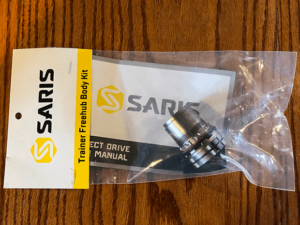 SARIS
Trainer Freehub Body Kit
SARIS
ECT DRIVE
MANUAL